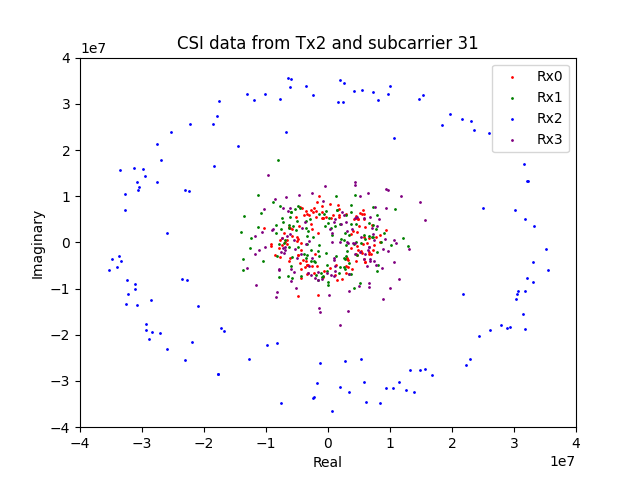 CSI data from Tx2 and subcarrier 31
1e7
4
3
2
1
0
−1
−2
−3
−4
Imaginary
Rx0
Rx1
Rx2
Rx3
−4 −3 −2 −1 0 1 2 3 4
Real
1e7